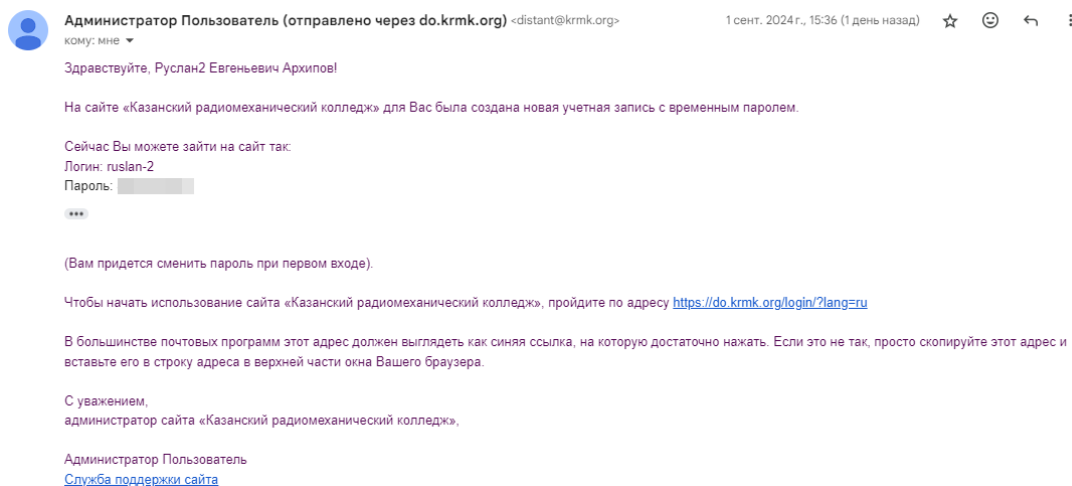 Администратор Пользователь (отправлено через do.krmk.org) <distant@krmk.org> 1 сент. 2024 г., 15:36 (1 день назад)
кому: мне
Здравствуйте, Руслан2 Евгеньевич Архипов!
На сайте «Казанский радиомеханический колледж» для Вас была создана новая учетная запись с временным паролем.
Сейчас Вы можете зайти на сайт так:
Логин: ruslan-2
Пароль:
(Вам придется сменить пароль при первом входе).
Чтобы начать использование сайта «Казанский радиомеханический колледж», пройдите по адресу https://do.krmk.org/login/?lang=ru
В большинстве почтовых программ этот адрес должен выглядеть как синяя ссылка, на которую достаточно нажать. Если это не так, просто скопируйте этот адрес и
вставьте его в строку адреса в верхней части окна Вашего браузера.
С уважением,
администратор сайта «Казанский радиомеханический колледж»,
Администратор Пользователь
Служба поддержки сайта